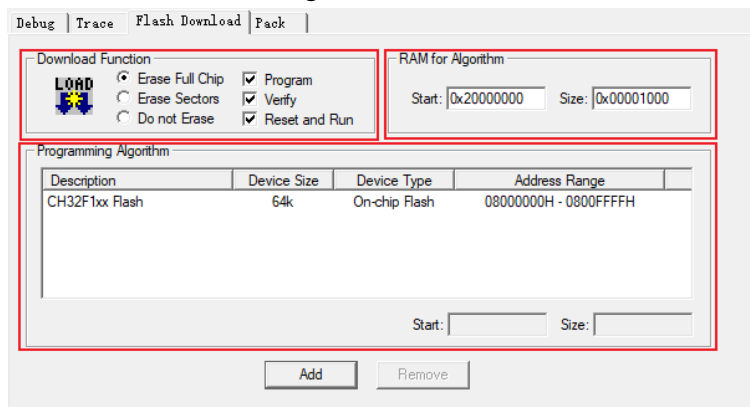 Debug Trace Flash Download Pack
Download Function
LOAD
Erase Full Chip
Erase Sectors
Do not Erase
Program
Verify
Reset and Run
RAM for Algorithm
Start: 0x20000000 Size: 0x00001000
Programming Algorithm
Description Device Size Device Type Address Range
CH32F1xx Flash 64k On-chip Flash 08000000H - 0800FFFFH
Start: Size:
Add Remove